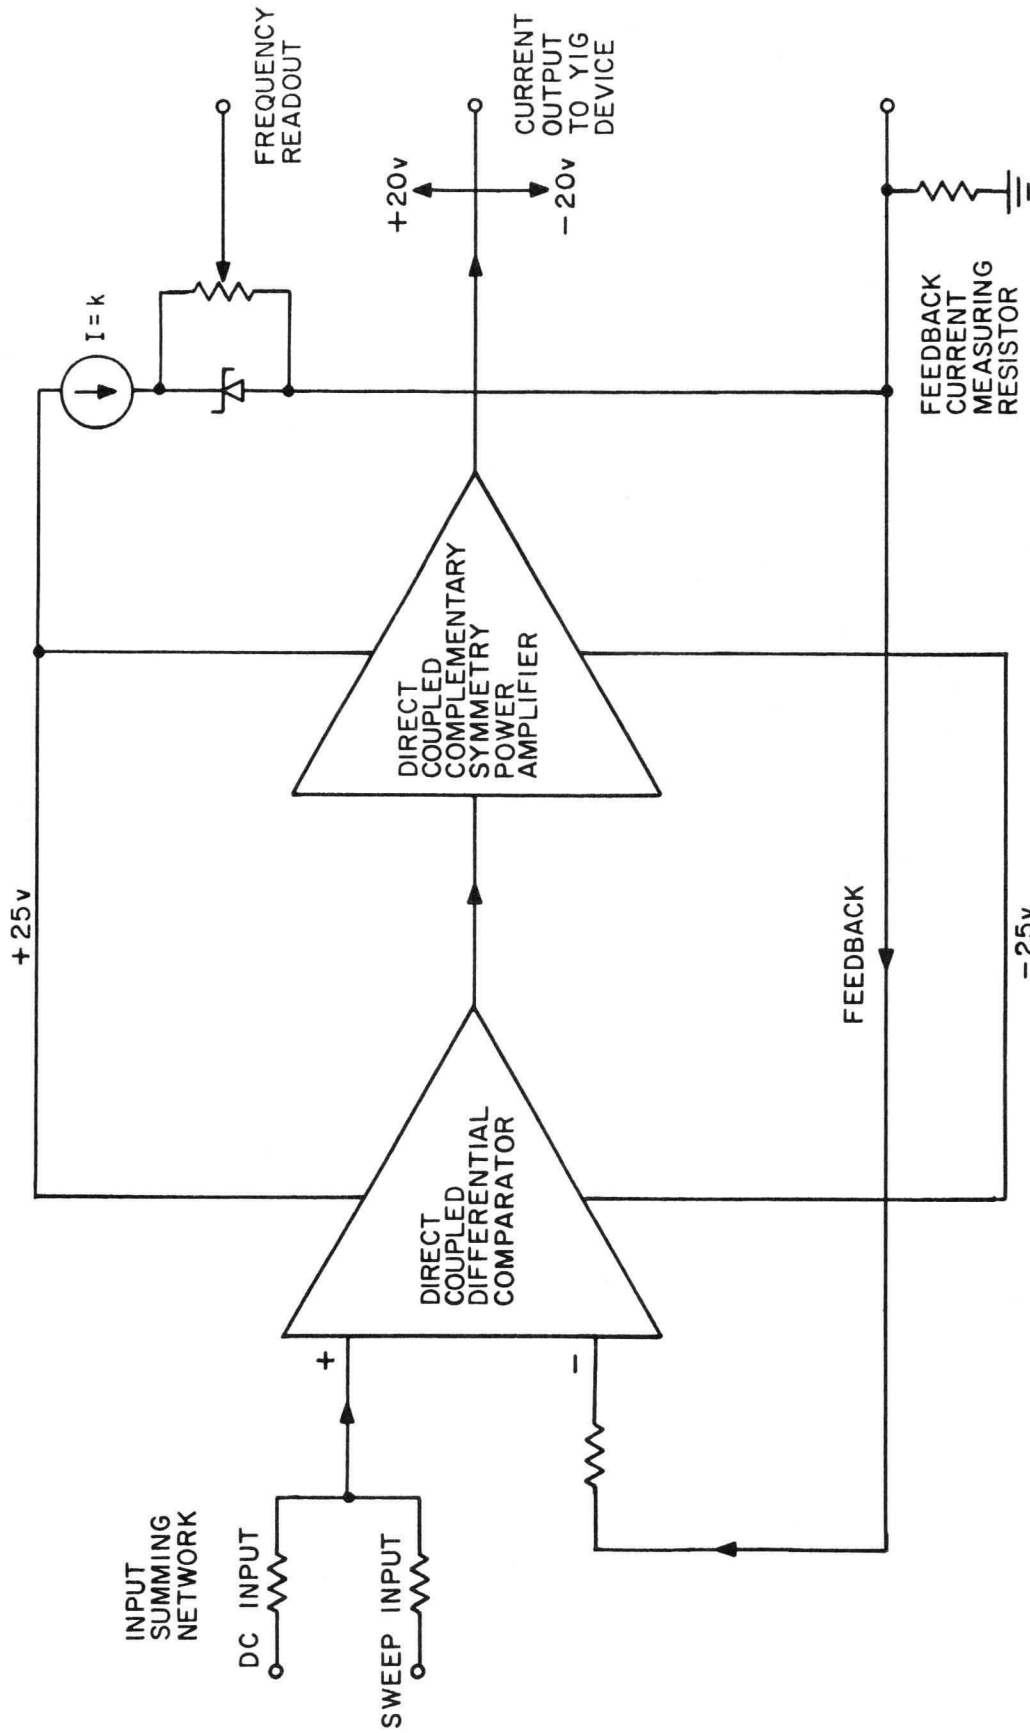 INPUT
SUMMING
NETWORK
DC INPUT
SWEEP INPUT
+
−
DIRECT
COUPLED
DIFFERENTIAL
COMPARATOR
+25v
DIRECT
COUPLED
COMPLEMENTARY
SYMMETRY
POWER
AMPLIFIER
I = k
FREQUENCY
READOUT
+20v
−20v
CURRENT
OUTPUT
TO YIG
DEVICE
FEEDBACK
FEEDBACK
CURRENT
MEASURING
RESISTOR
−25v